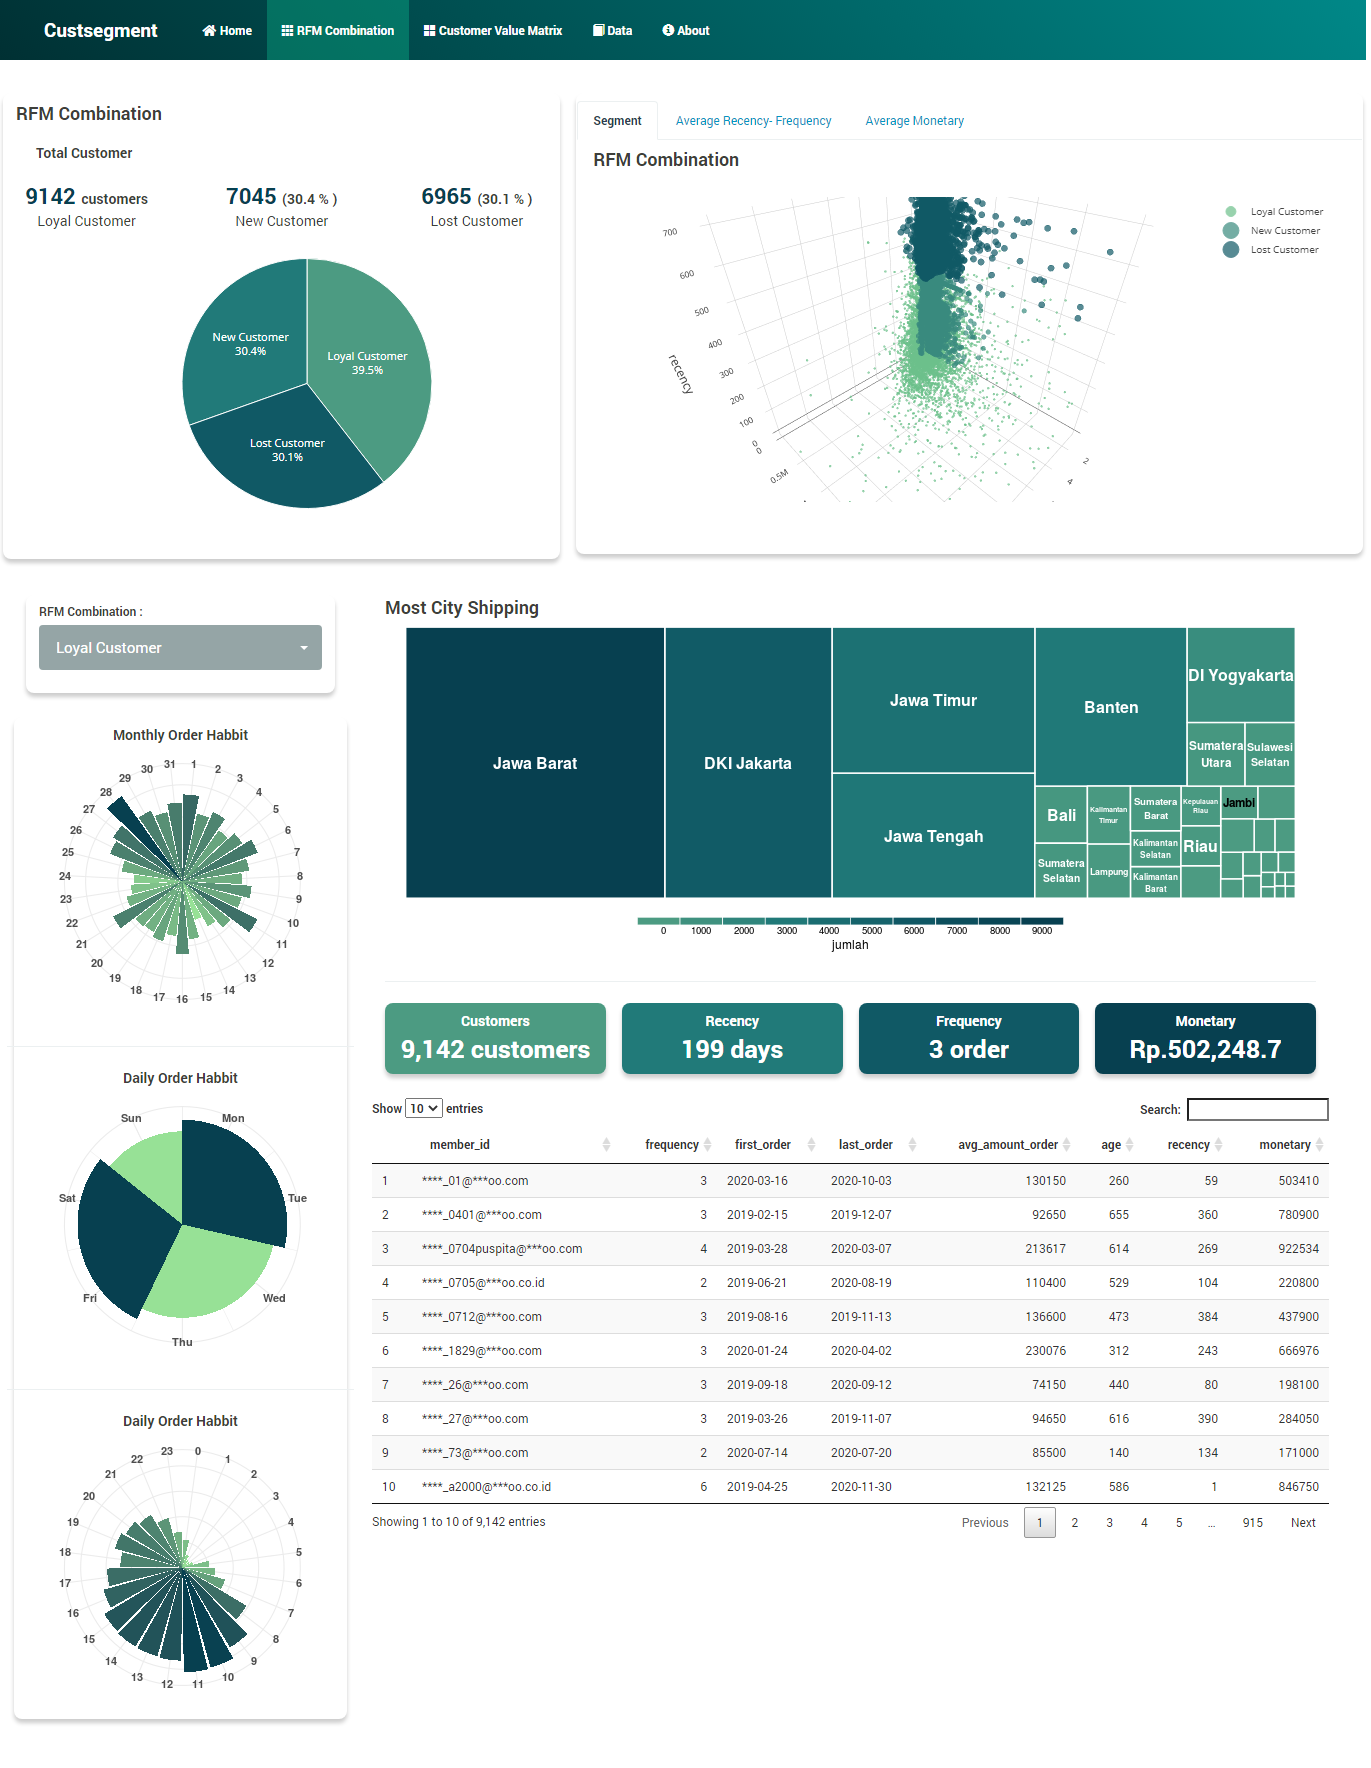 Custsegment
Home
RFM Combination
Customer Value Matrix
Data
About
RFM Combination
Total Customer
9142 customers
Loyal Customer
7045 (30.4 % )
New Customer
6965 (30.1 % )
Lost Customer
New Customer
30.4%
Loyal Customer
39.5%
Lost Customer
30.1%
Segment
Average Recency- Frequency
Average Monetary
RFM Combination
700
600
500
400
300
200
100
0
0
0.5M
recency
2
4
Loyal Customer
New Customer
Lost Customer
RFM Combination :
Loyal Customer
Monthly Order Habbit
31
1
2
3
4
5
6
7
8
9
10
11
12
13
14
15
16
17
18
19
20
21
22
23
24
25
26
27
28
29
30
Daily Order Habbit
Sun
Mon
Tue
Wed
Thu
Fri
Sat
Daily Order Habbit
23
0
1
2
3
4
5
6
7
8
9
10
11
12
13
14
15
16
17
18
19
20
21
22
Most City Shipping
Jawa Barat
DKI Jakarta
Jawa Timur
Jawa Tengah
Banten
DI Yogyakarta
Sumatera
Utara
Sulawesi
Selatan
Bali
Sumatera
Selatan
Kalimantan
Timur
Lampung
Sumatera
Barat
Kalimantan
Selatan
Kalimantan
Barat
Kepulauan
Riau
Riau
Jambi
0 1000 2000 3000 4000 5000 6000 7000 8000 9000
jumlah
Customers
9,142 customers
Recency
199 days
Frequency
3 order
Monetary
Rp.502,248.7
Show 10 entries
Search:
member_id frequency first_order last_order avg_amount_order age recency monetary
1 ****_01@***oo.com 3 2020-03-16 2020-10-03 130150 260 59 503410
2 ****_0401@***oo.com 3 2019-02-15 2019-12-07 92650 655 360 780900
3 ****_0704puspita@***oo.com 4 2019-03-28 2020-03-07 213617 614 269 922534
4 ****_0705@***oo.co.id 2 2019-06-21 2020-08-19 110400 529 104 220800
5 ****_0712@***oo.com 3 2019-08-16 2019-11-13 136600 473 384 437900
6 ****_1829@***oo.com 3 2020-01-24 2020-04-02 230076 312 243 666976
7 ****_26@***oo.com 3 2019-09-18 2020-09-12 74150 440 80 198100
8 ****_27@***oo.com 3 2019-03-26 2019-11-07 94650 616 390 284050
9 ****_73@***oo.com 2 2020-07-14 2020-07-20 85500 140 134 171000
10 ****_a2000@***oo.co.id 6 2019-04-25 2020-11-30 132125 586 1 846750
Showing 1 to 10 of 9,142 entries
Previous 1 2 3 4 5 … 915 Next